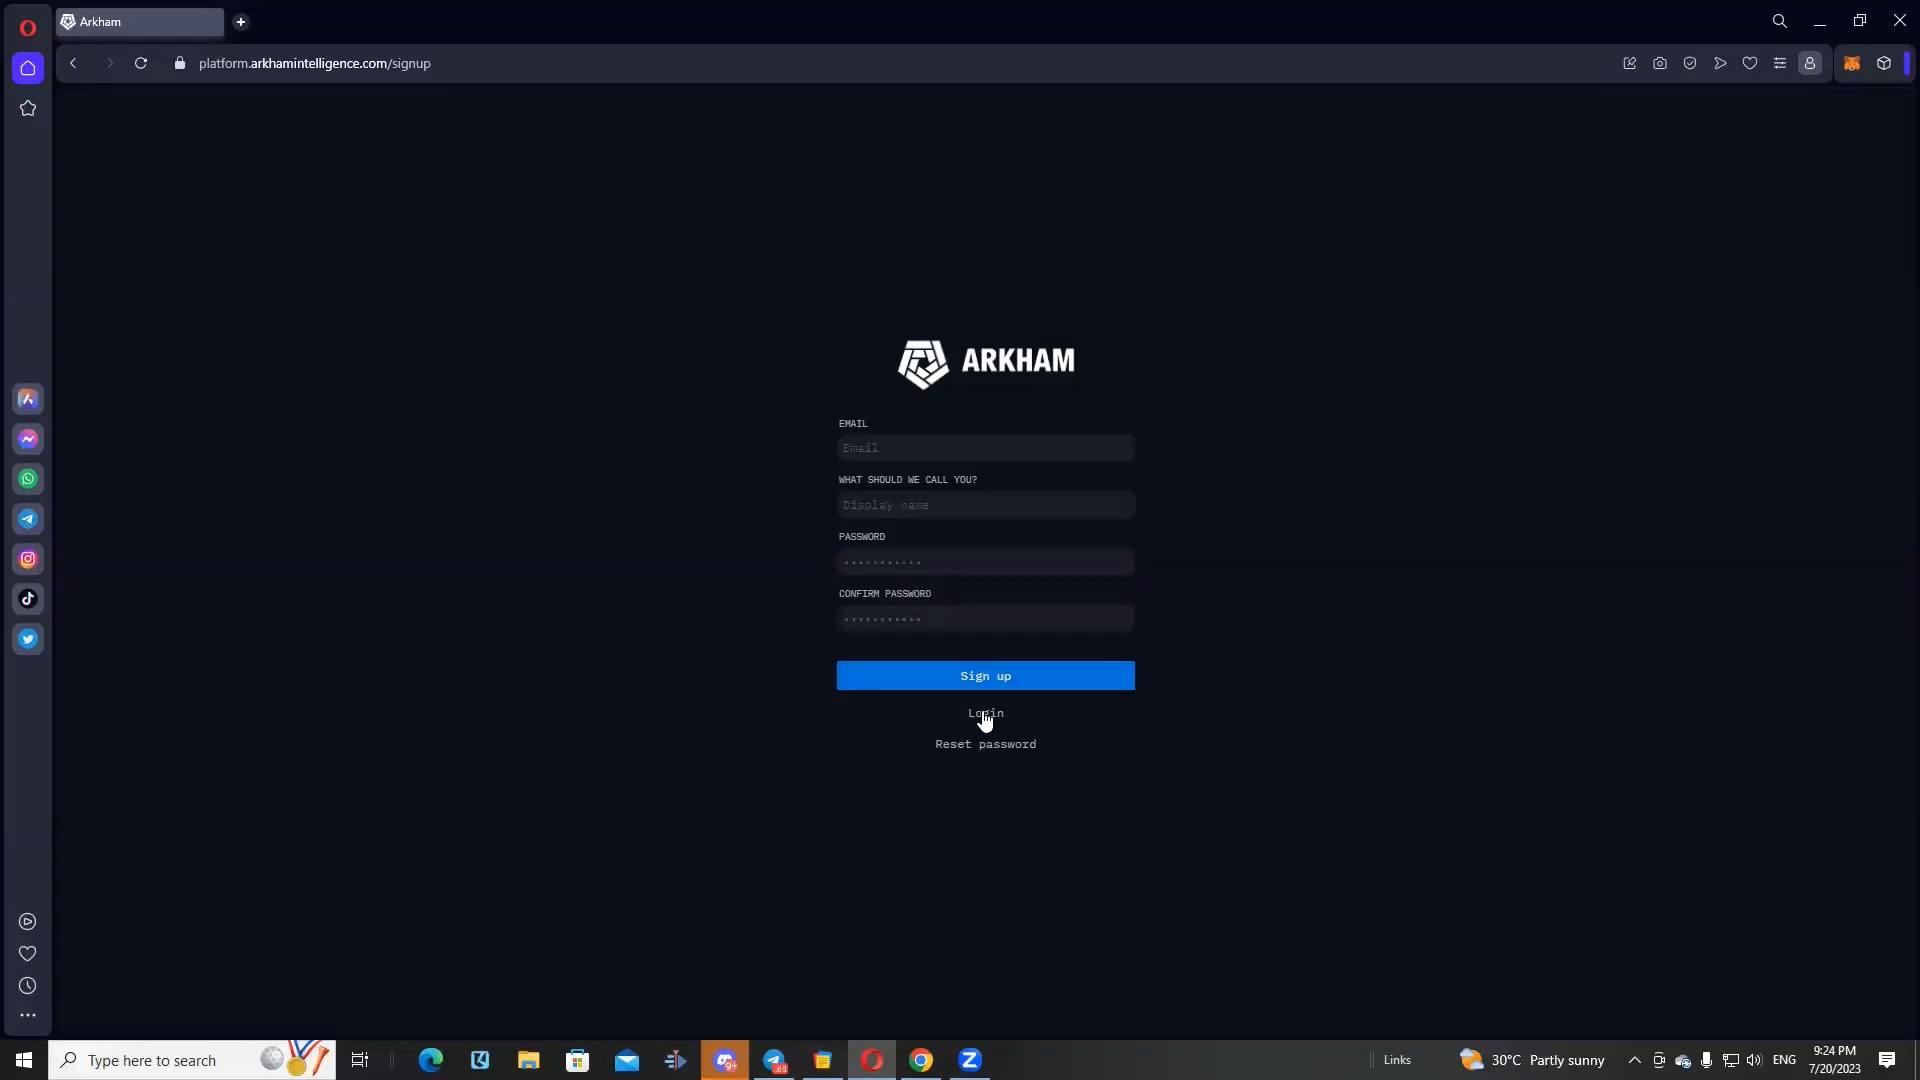 Arkham
platform.arkhamintelligence.com/signup
ARKHAM
EMAIL
Email
WHAT SHOULD WE CALL YOU?
Display name
PASSWORD
CONFIRM PASSWORD
Sign up
Login
Reset password
Type here to search
9+
Links
30°C Partly sunny
ENG
9:24 PM
7/20/2023